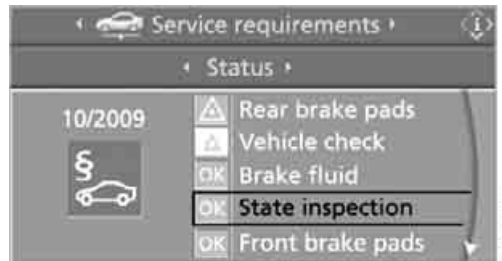 Service requirements
i
Status
10/2009
§
Rear brake pads
Vehicle check
OK Brake fluid
OK State inspection
OK Front brake pads